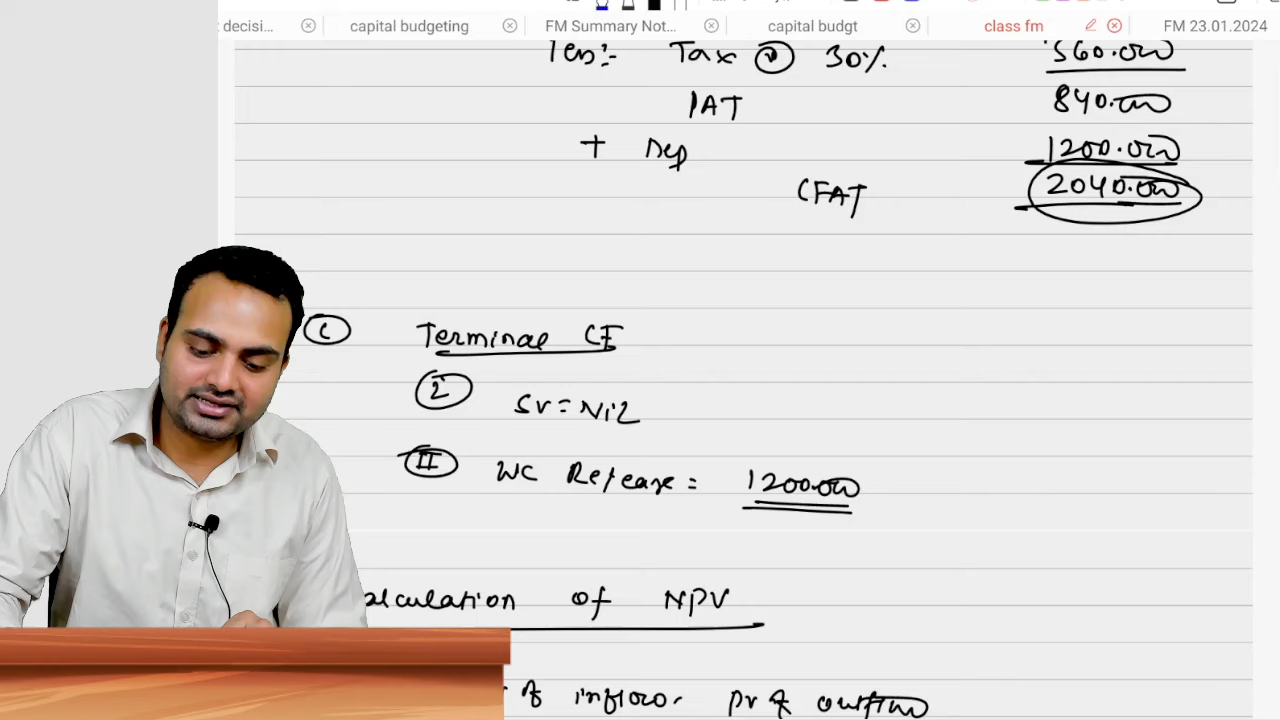 decisi... capital budgeting FM Summary Not... capital budgt class fm FM 23.01.2024
Less:- Tax @ 30% 360.000
PAT 840.000
+ Dep 1200.000
CFAT 2040.000
C Terminal CF
I SV = Nil
II WC Release = 1200.000
alculation of NPV
of inflow - PV of outflow